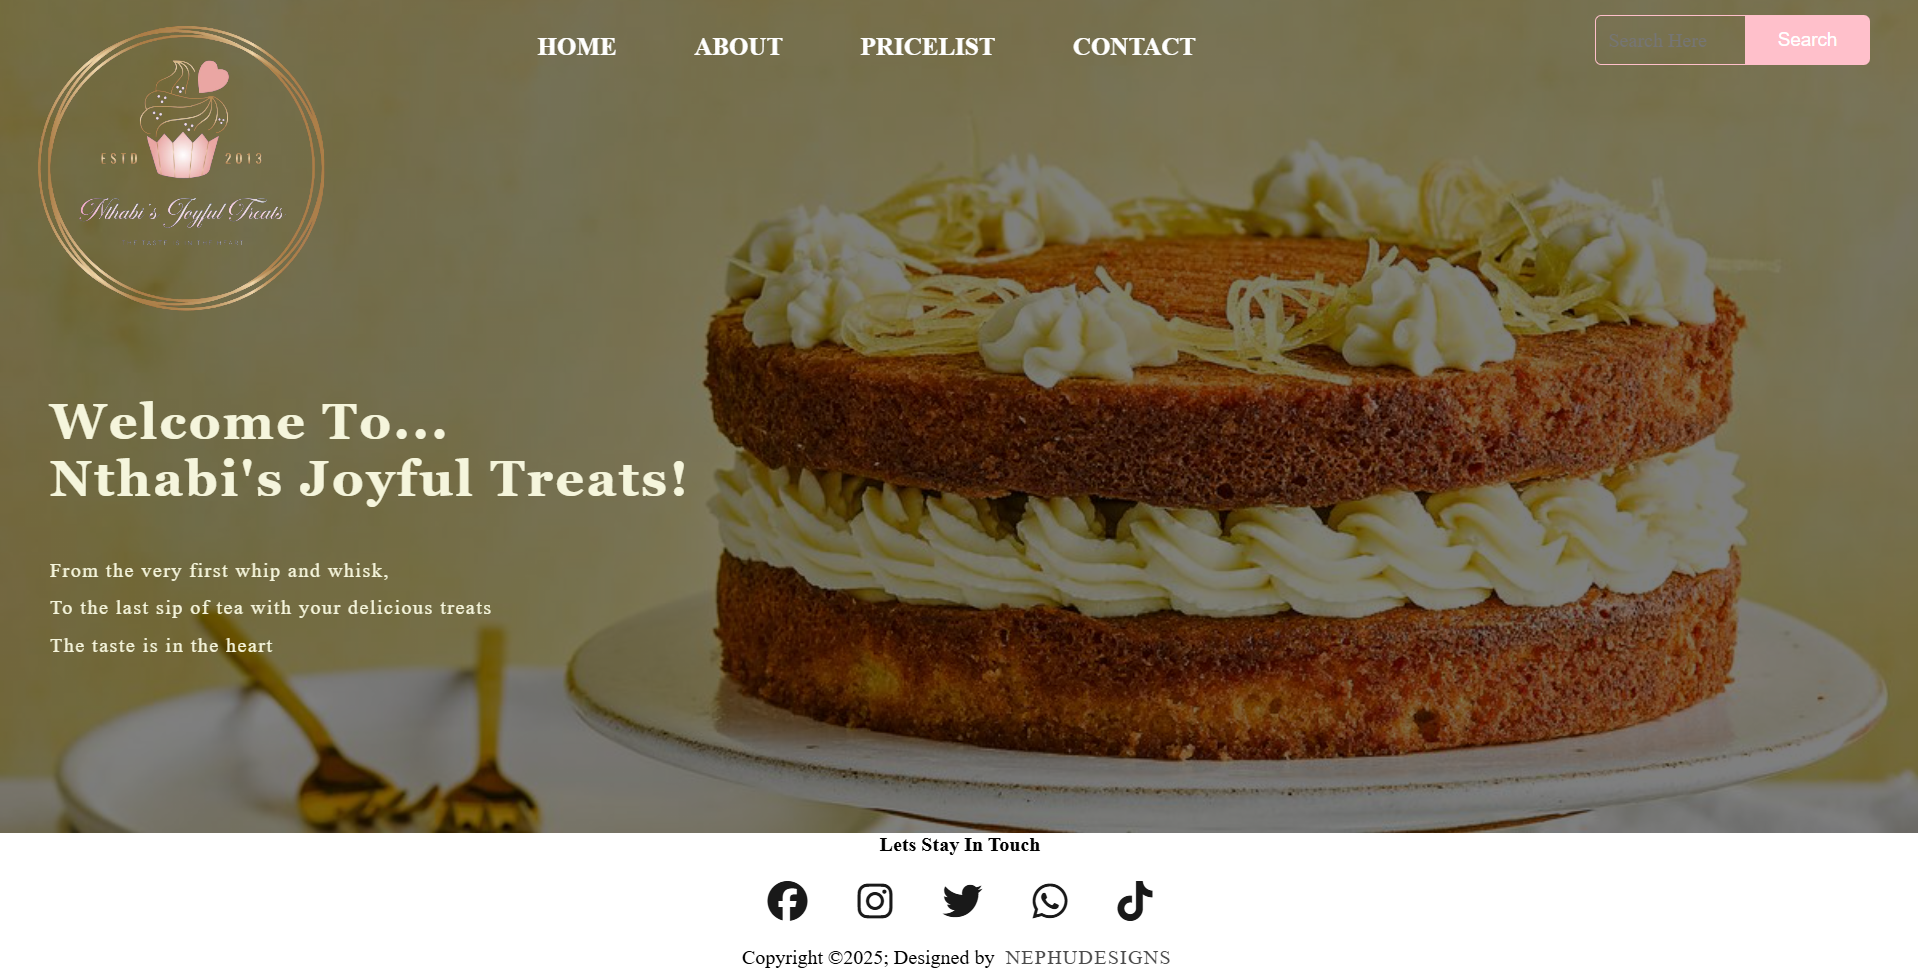 HOME ABOUT PRICELIST CONTACT
Search Here Search
ESTD 2013
Nthabi's Joyful Treats
Welcome To...
Nthabi's Joyful Treats!
From the very first whip and whisk,
To the last sip of tea with your delicious treats
The taste is in the heart
Lets Stay In Touch
Copyright ©2025; Designed by NEPHUDESIGNS